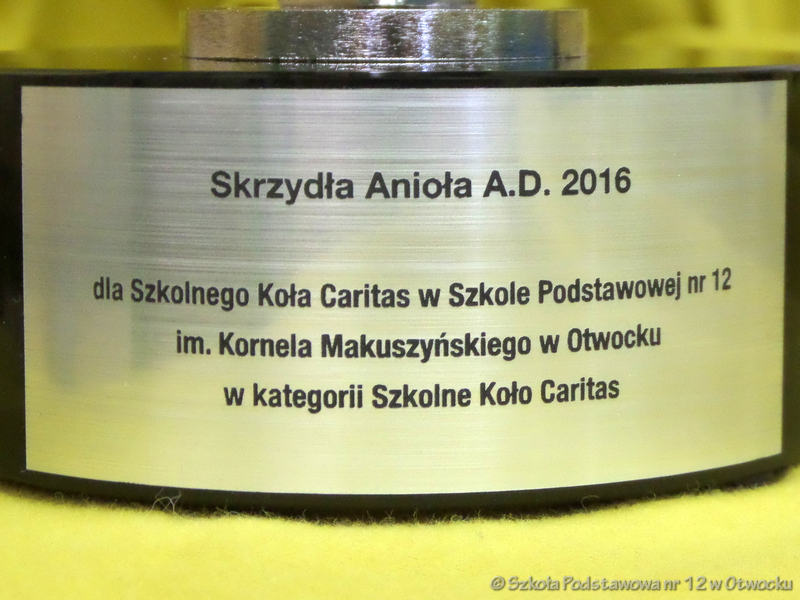 Skrzydła Anioła A.D. 2016
dla Szkolnego Koła Caritas w Szkole Podstawowej nr 12
im. Kornela Makuszyńskiego w Otwocku
w kategorii Szkolne Koło Caritas
© Szkoła Podstawowa nr 12 w Otwocku